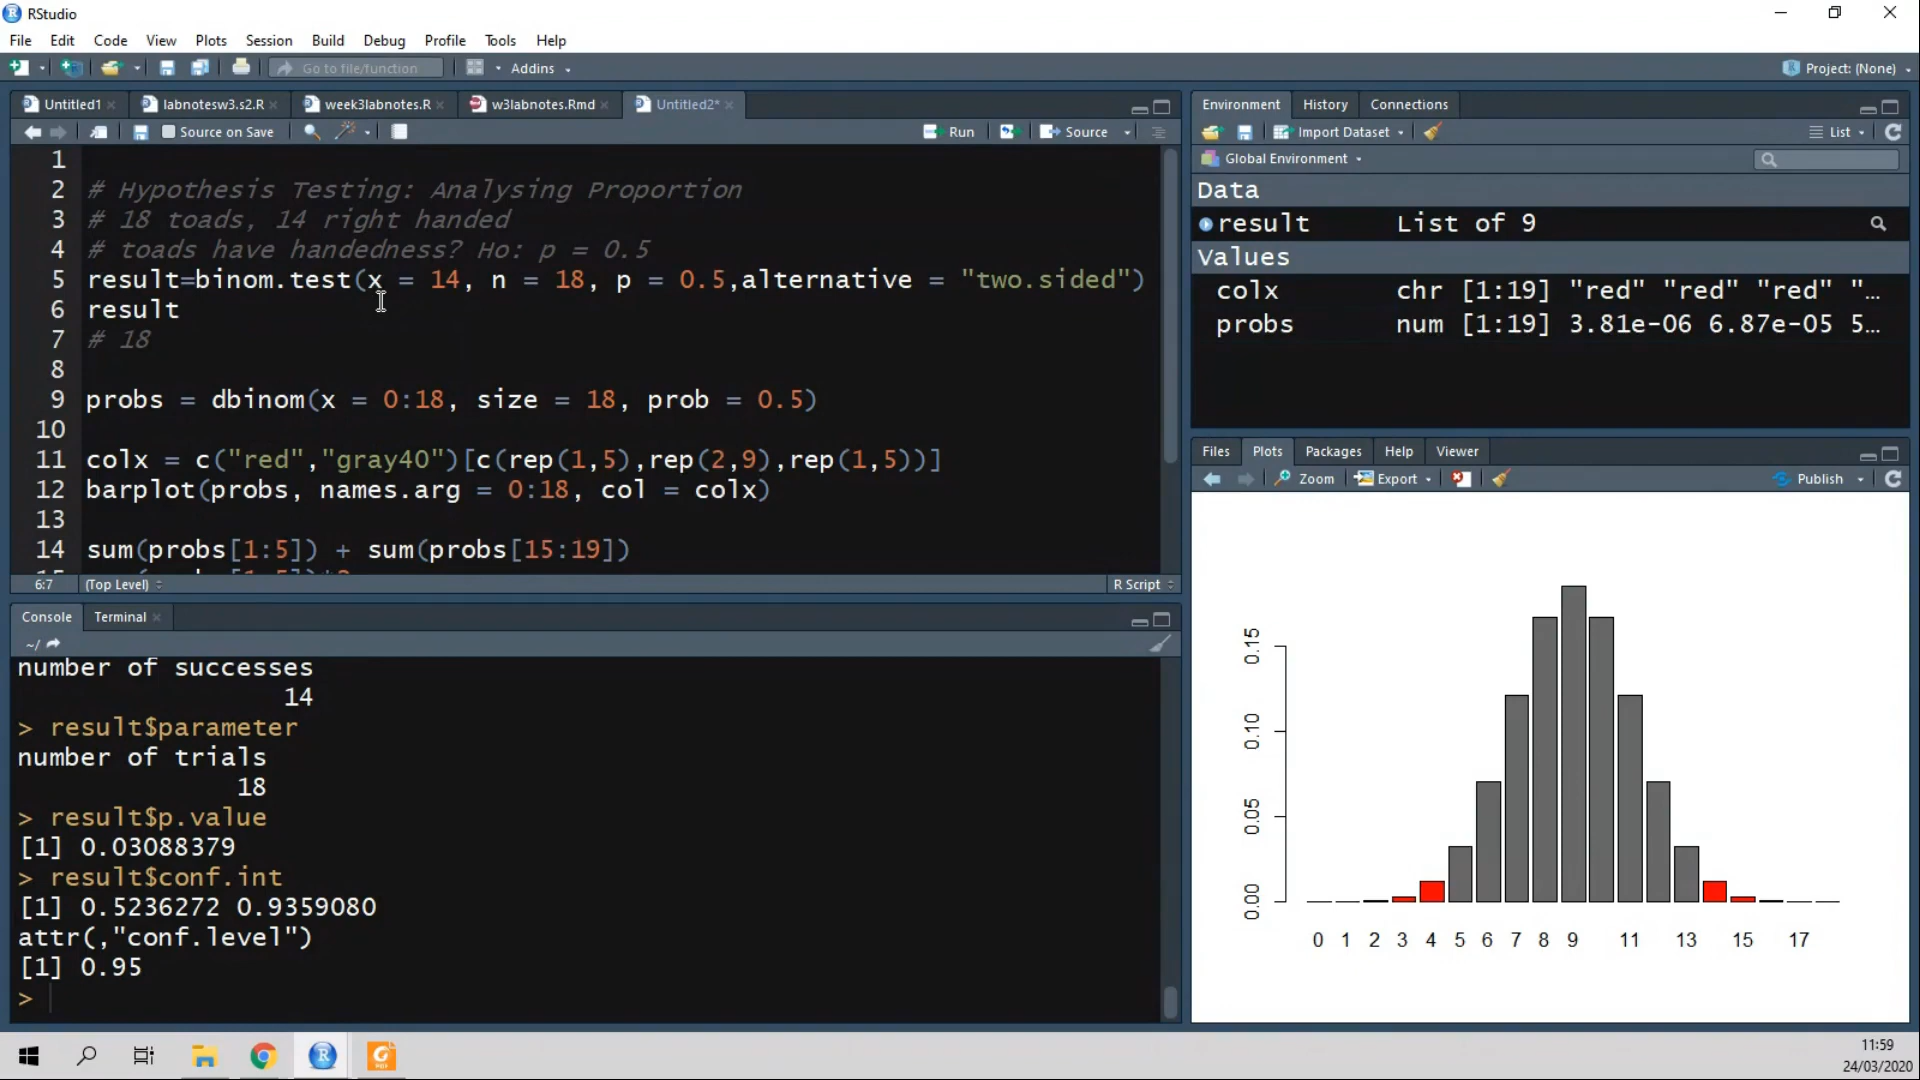 RStudio
File Edit Code View Plots Session Build Debug Profile Tools Help
Go to file/function Addins Project: (None)
Untitled1 labnotesw3.s2.R week3labnotes.R w3labnotes.Rmd Untitled2*
Source on Save Run Source
1
2 # Hypothesis Testing: Analysing Proportion
3 # 18 toads, 14 right handed
4 # toads have handedness? Ho: p = 0.5
5 result=binom.test(x = 14, n = 18, p = 0.5,alternative = "two.sided")
6 result
7 # 18
8
9 probs = dbinom(x = 0:18, size = 18, prob = 0.5)
10
11 colx = c("red","gray40")[c(rep(1,5),rep(2,9),rep(1,5))]
12 barplot(probs, names.arg = 0:18, col = colx)
13
14 sum(probs[1:5]) + sum(probs[15:19])
6:7 (Top Level) R Script
Console Terminal
~/
number of successes
14
> result$parameter
number of trials
18
> result$p.value
[1] 0.03088379
> result$conf.int
[1] 0.5236272 0.9359080
attr(,"conf.level")
[1] 0.95
>
Environment History Connections
Import Dataset List
Global Environment
Data
result List of 9
Values
colx chr [1:19] "red" "red" "red" "…
probs num [1:19] 3.81e-06 6.87e-05 5…
Files Plots Packages Help Viewer
Zoom Export Publish
0.15
0.10
0.05
0.00
0 1 2 3 4 5 6 7 8 9 11 13 15 17
11:59
24/03/2020